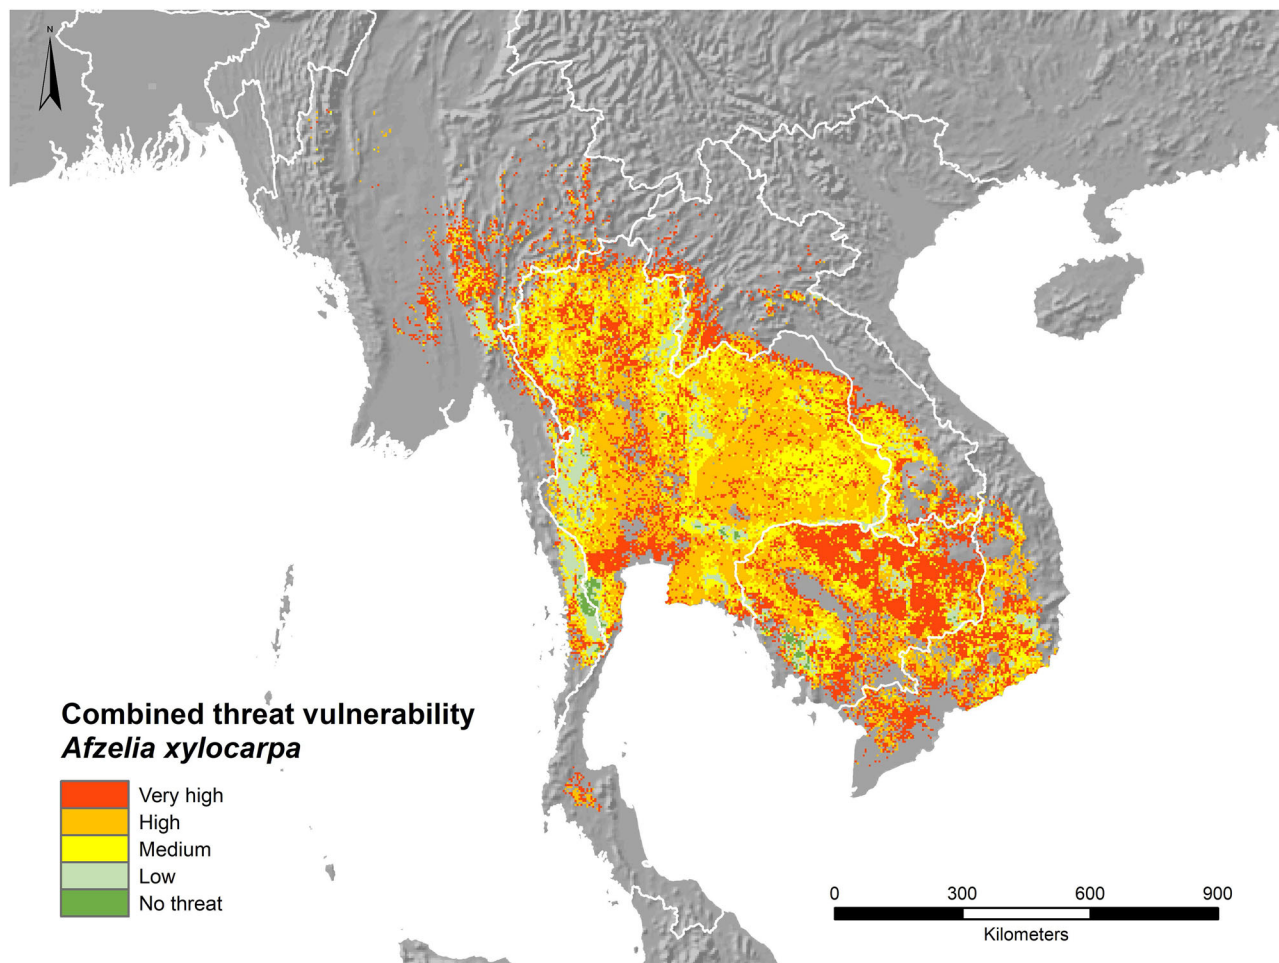 N
Combined threat vulnerability
Afzelia xylocarpa
Very high
High
Medium
Low
No threat
0 300 600 900
Kilometers